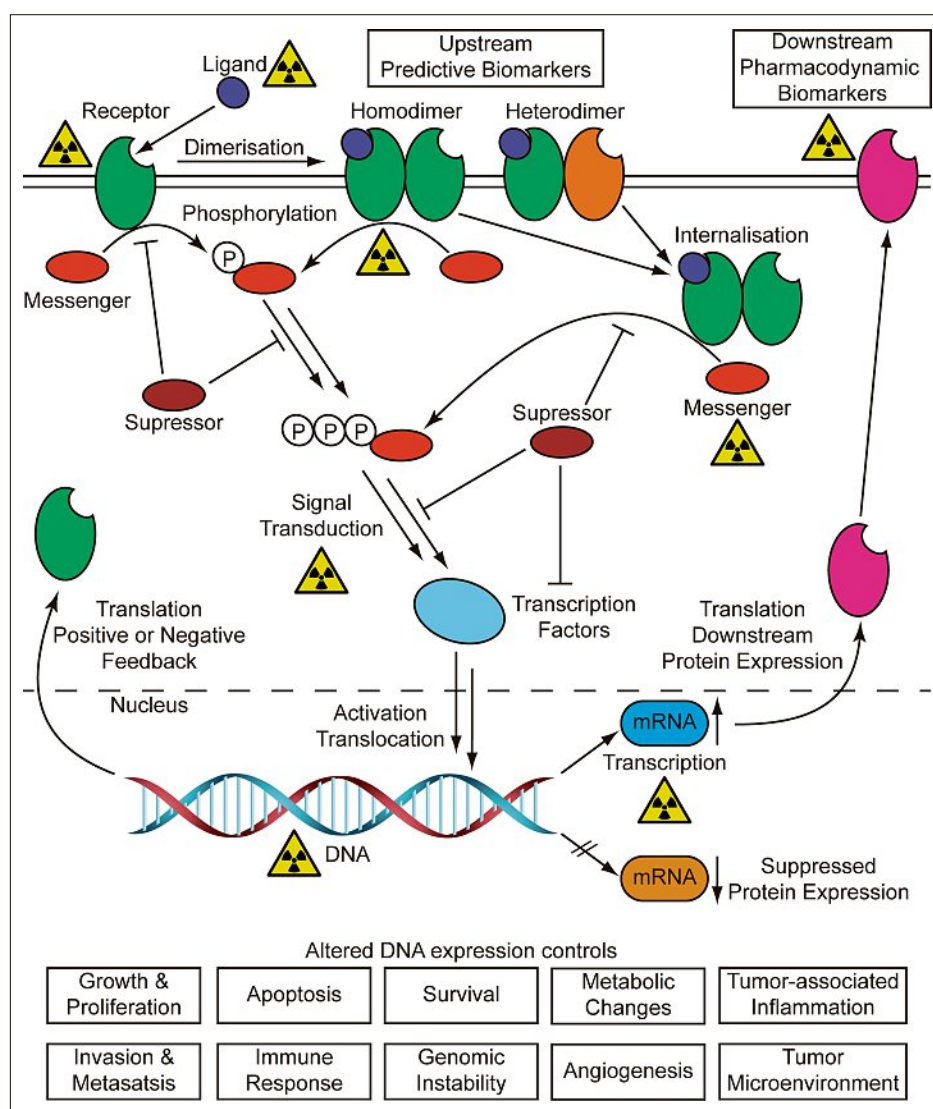 Upstream
Predictive Biomarkers
Downstream
Pharmacodynamic
Biomarkers
Ligand
Receptor
Homodimer
Heterodimer
Dimerisation
Phosphorylation
P
Messenger
Internalisation
Supressor
Messenger
P P P
Supressor
Signal
Transduction
Transcription
Factors
Translation
Positive or Negative
Feedback
Translation
Downstream
Protein Expression
Nucleus
Activation
Translocation
mRNA
Transcription
DNA
mRNA
Suppressed
Protein Expression
Altered DNA expression controls
Growth &
Proliferation
Apoptosis
Survival
Metabolic
Changes
Tumor-associated
Inflammation
Invasion &
Metasatsis
Immune
Response
Genomic
Instability
Angiogenesis
Tumor
Microenvironment